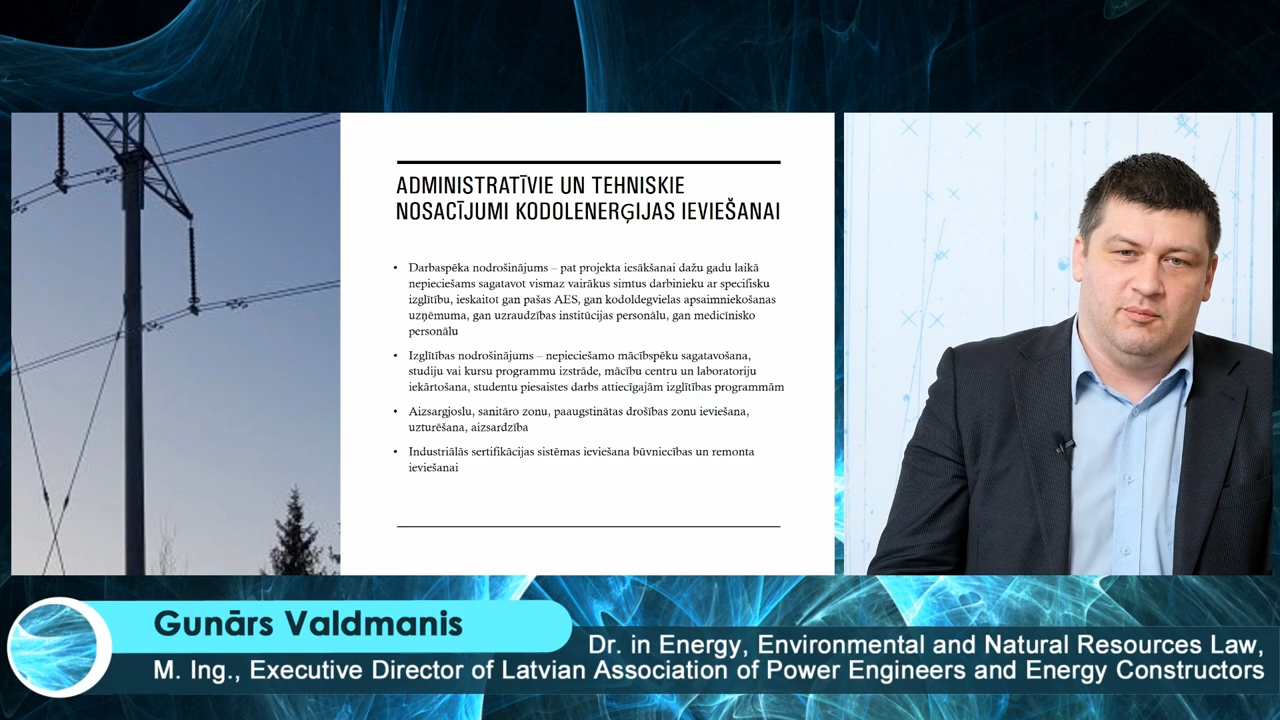 ADMINISTRATĪVIE UN TEHNISKIE
NOSACĪJUMI KODOLENERĢIJAS IEVIEŠANAI
• Darbaspēka nodrošinājums – pat projekta iesākšanai dažu gadu laikā
nepieciešams sagatavot vismaz vairākus simtus darbinieku ar specifisku
izglītību, ieskaitot gan pašas AES, gan kodoldegvielas apsaimniekošanas
uzņēmuma, gan uzraudzības institūcijas personālu, gan medicīnisko
personālu
• Izglītības nodrošinājums – nepieciešamo mācībspēku sagatavošana,
studiju vai kursu programmu izstrāde, mācību centru un laboratoriju
iekārtošana, studentu piesaistes darbs attiecīgajām izglītības programmām
• Aizsargjoslu, sanitāro zonu, paaugstinātas drošības zonu ieviešana,
uzturēšana, aizsardzība
• Industriālās sertifikācijas sistēmas ieviešana būvniecības un remonta
ieviešanai
Gunārs Valdmanis
Dr. in Energy, Environmental and Natural Resources Law,
M. Ing., Executive Director of Latvian Association of Power Engineers and Energy Constructors